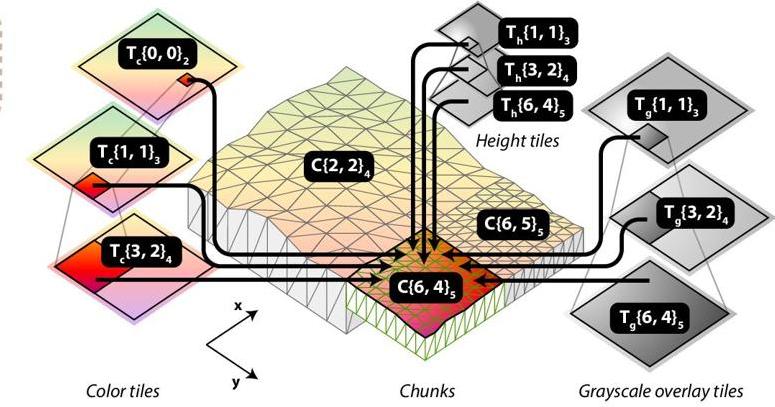 T_c{0, 0}_2
T_c{1, 1}_3
T_c{3, 2}_4
x
y
Color tiles
C{2, 2}_4
C{6, 5}_5
C{6, 4}_5
Chunks
T_h{1, 1}_3
T_h{3, 2}_4
T_h{6, 4}_5
Height tiles
T_g{1, 1}_3
T_g{3, 2}_4
T_g{6, 4}_5
Grayscale overlay tiles